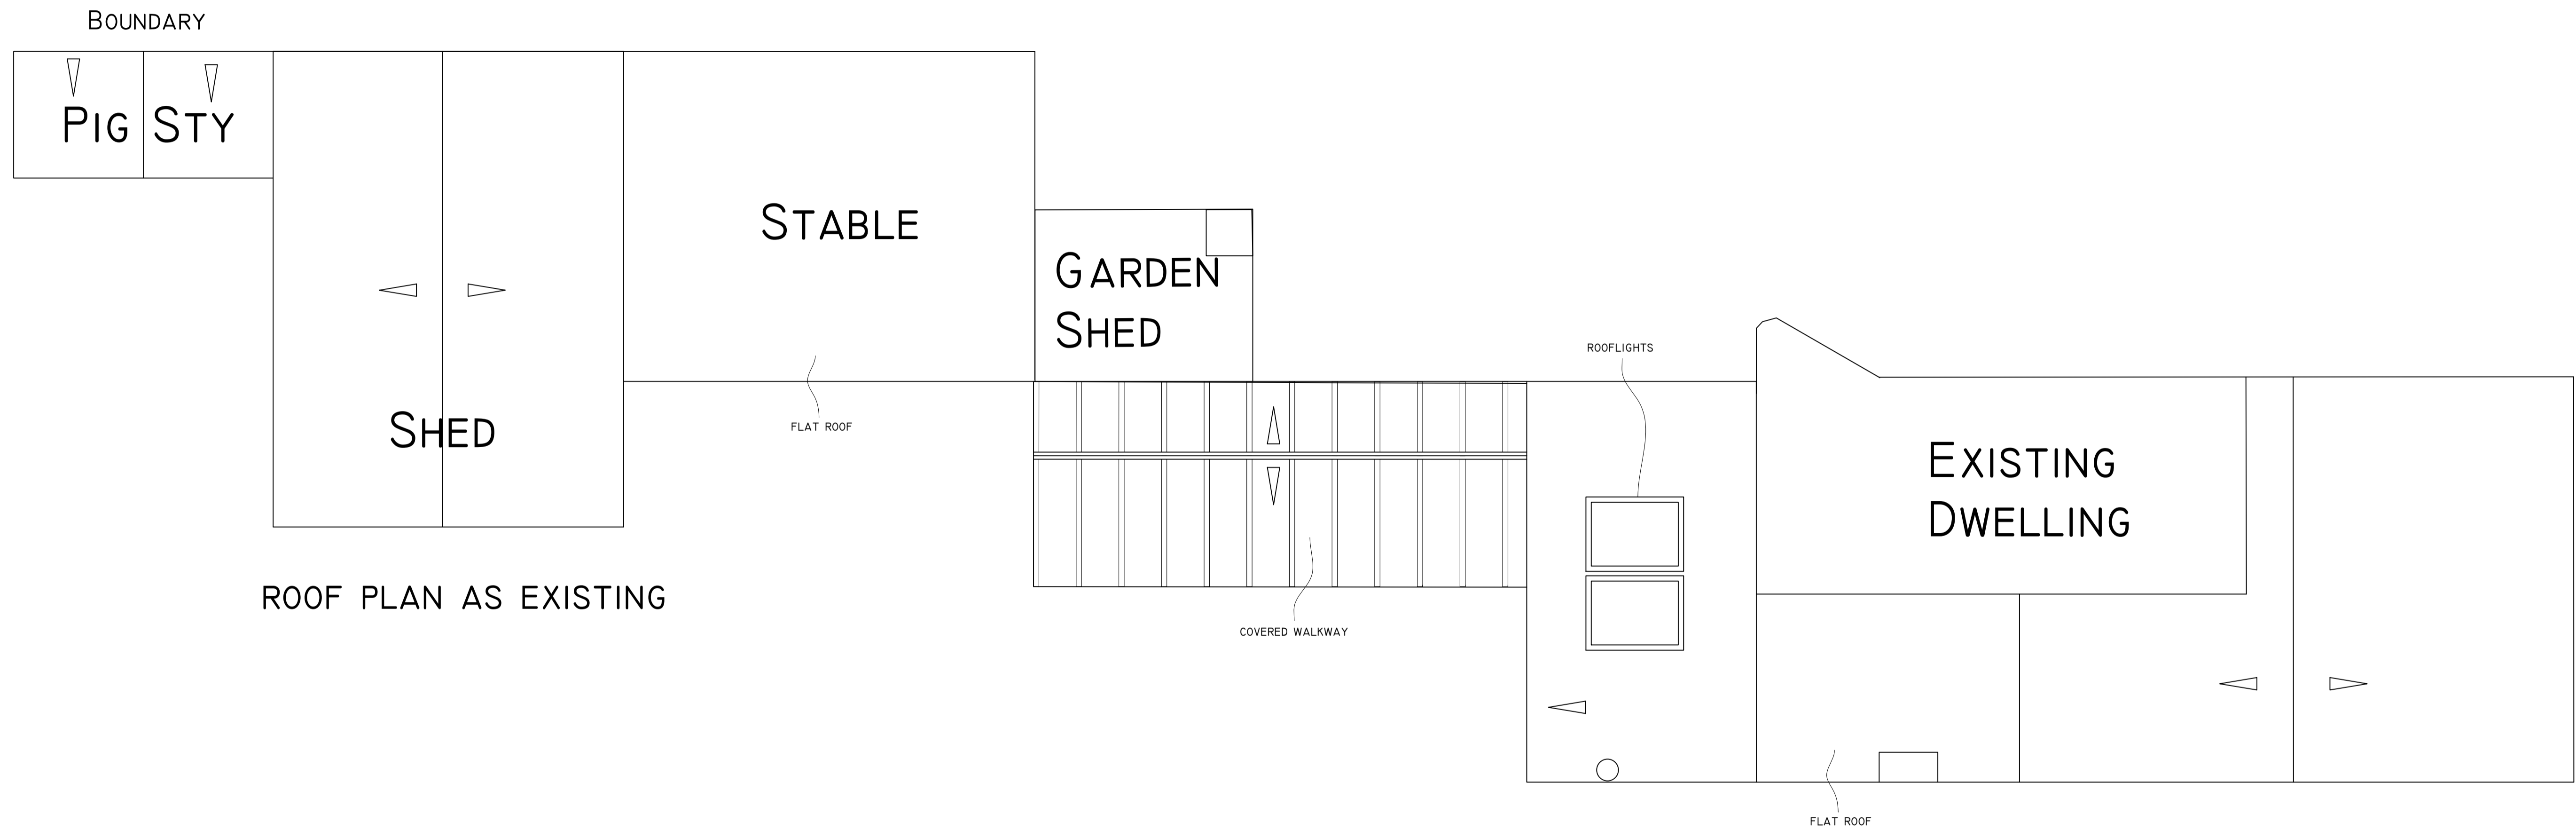 BOUNDARY
PIG STY
STABLE
GARDEN
SHED
ROOFLIGHTS
SHED
FLAT ROOF
EXISTING
DWELLING
ROOF PLAN AS EXISTING
COVERED WALKWAY
FLAT ROOF